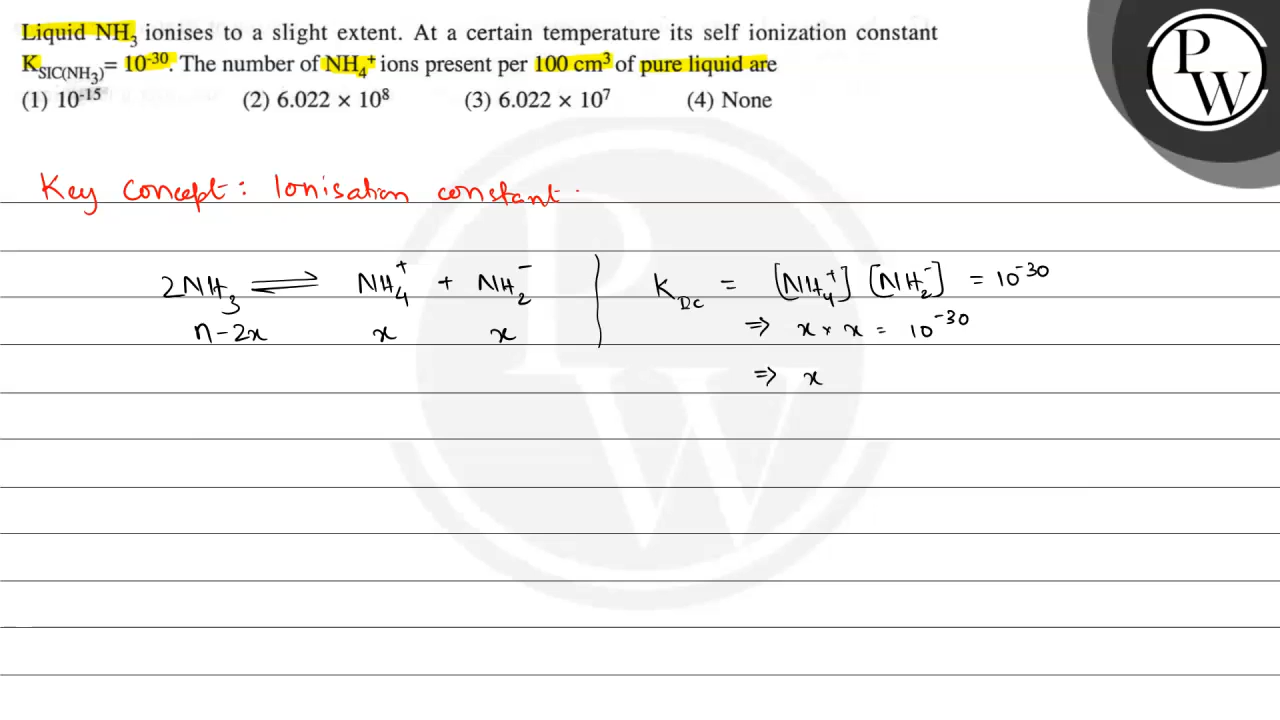 Liquid NH₃ ionises to a slight extent. At a certain temperature its self ionization constant
K_SIC(NH₃) = 10⁻³⁰. The number of NH₄⁺ ions present per 100 cm³ of pure liquid are
(1) 10⁻¹⁵ (2) 6.022 × 10⁸ (3) 6.022 × 10⁷ (4) None
P
W
Key concept: Ionisation constant.
2NH₃ ⇌ NH₄⁺ + NH₂⁻ K_Dc = [NH₄⁺] [NH₂⁻] = 10⁻³⁰
n-2x x x ⇒ x × x = 10⁻³⁰
⇒ x
P
W